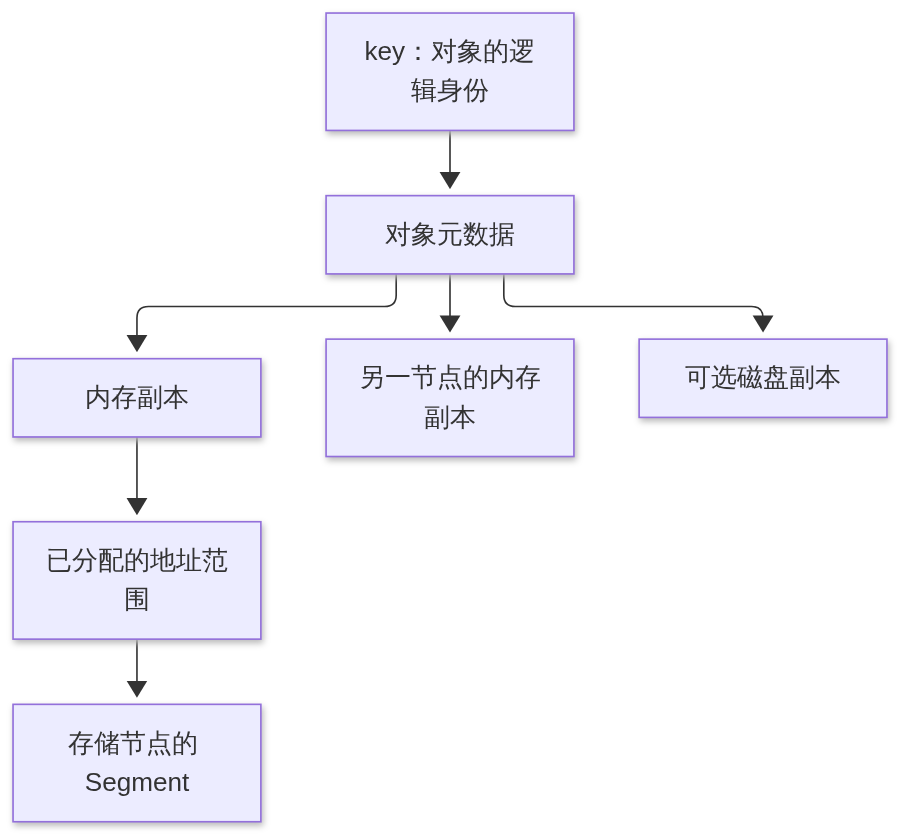 key：对象的逻
辑身份
对象元数据
内存副本
另一节点的内存
副本
可选磁盘副本
已分配的地址范
围
存储节点的
Segment